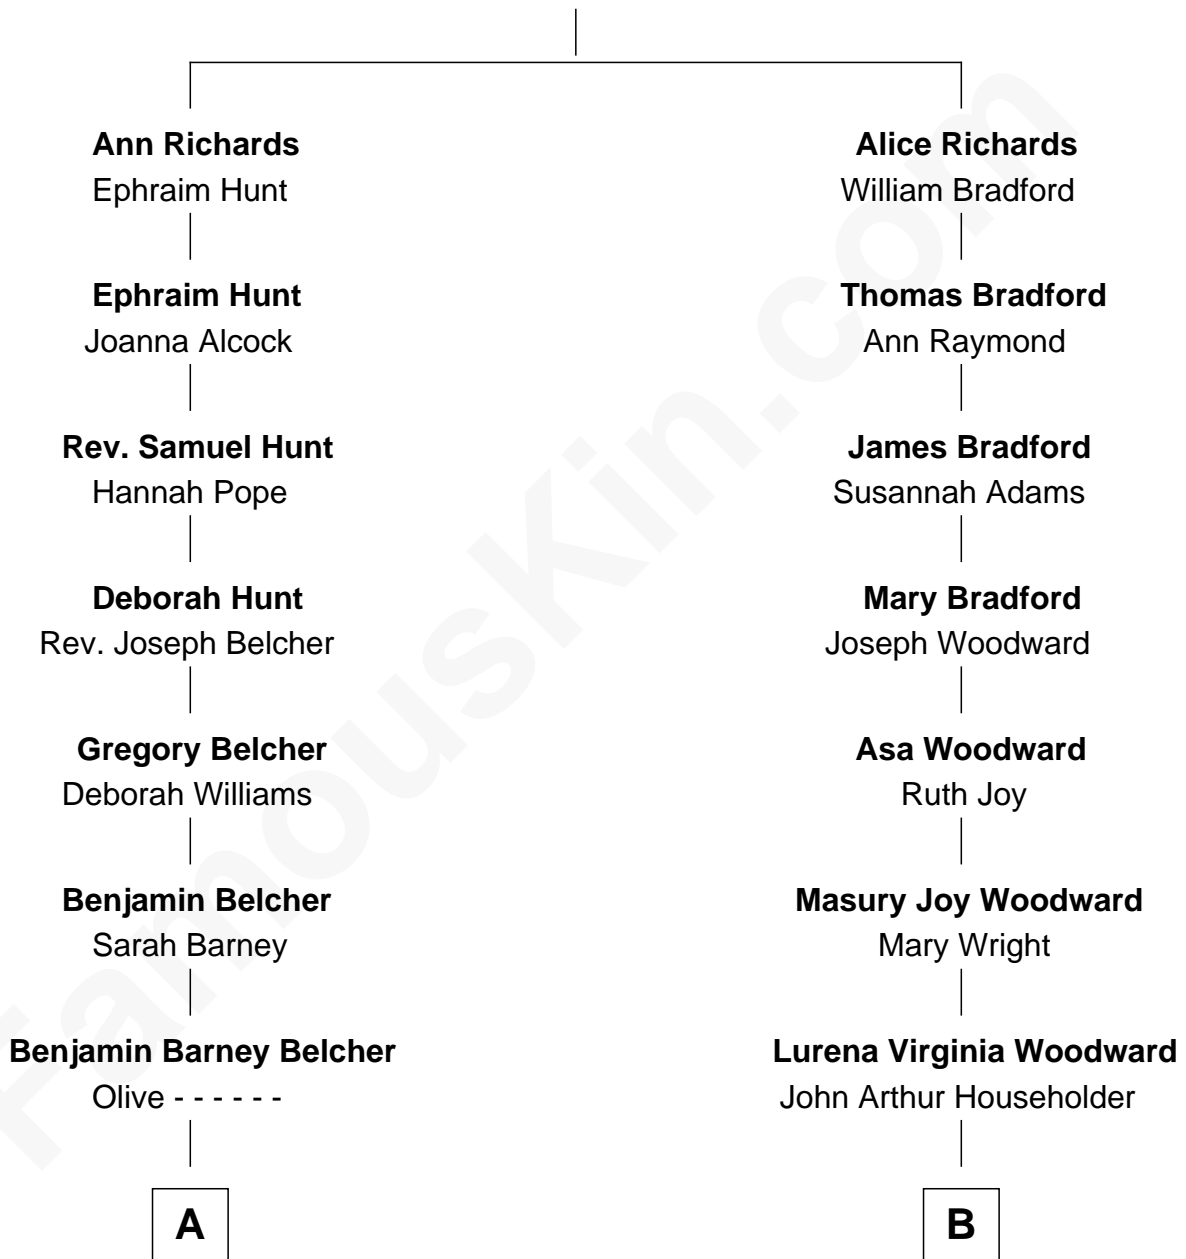 Ann Richards
Ephraim Hunt
Ephraim Hunt
Joanna Alcock
Rev. Samuel Hunt
Hannah Pope
Deborah Hunt
Rev. Joseph Belcher
Gregory Belcher
Deborah Williams
Benjamin Belcher
Sarah Barney
Benjamin Barney Belcher
Olive - - - - - -
A
Alice Richards
William Bradford
Thomas Bradford
Ann Raymond
James Bradford
Susannah Adams
Mary Bradford
Joseph Woodward
Asa Woodward
Ruth Joy
Masury Joy Woodward
Mary Wright
Lurena Virginia Woodward
John Arthur Householder
B
FamousKin.com